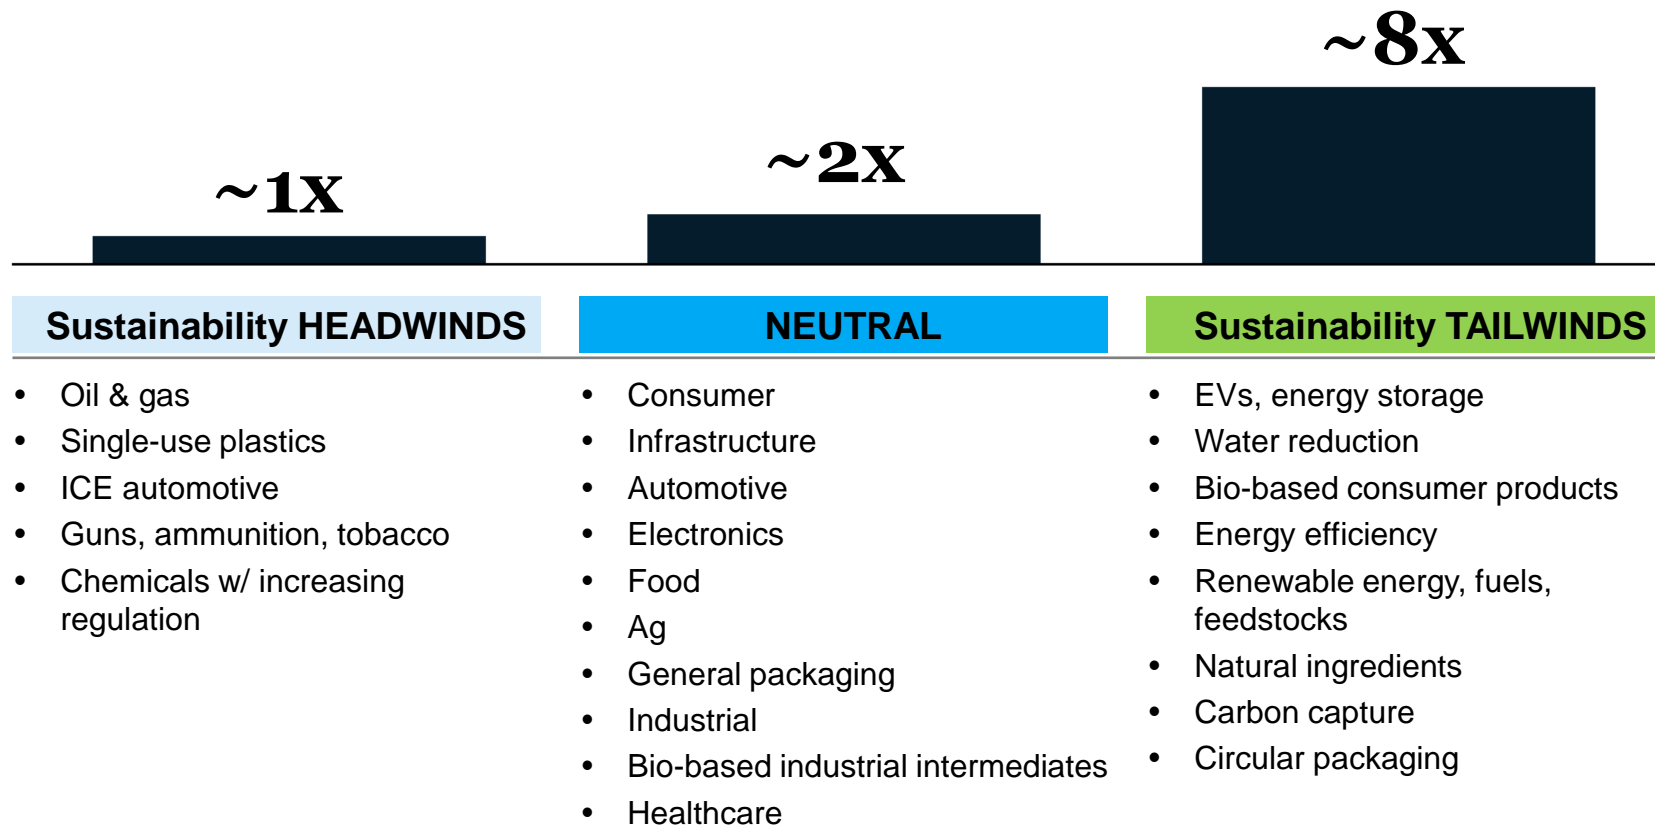 ~1x
~2x
~8x
Sustainability HEADWINDS
• Oil & gas
• Single-use plastics
• ICE automotive
• Guns, ammunition, tobacco
• Chemicals w/ increasing
regulation
NEUTRAL
• Consumer
• Infrastructure
• Automotive
• Electronics
• Food
• Ag
• General packaging
• Industrial
• Bio-based industrial intermediates
• Healthcare
Sustainability TAILWINDS
• EVs, energy storage
• Water reduction
• Bio-based consumer products
• Energy efficiency
• Renewable energy, fuels,
feedstocks
• Natural ingredients
• Carbon capture
• Circular packaging